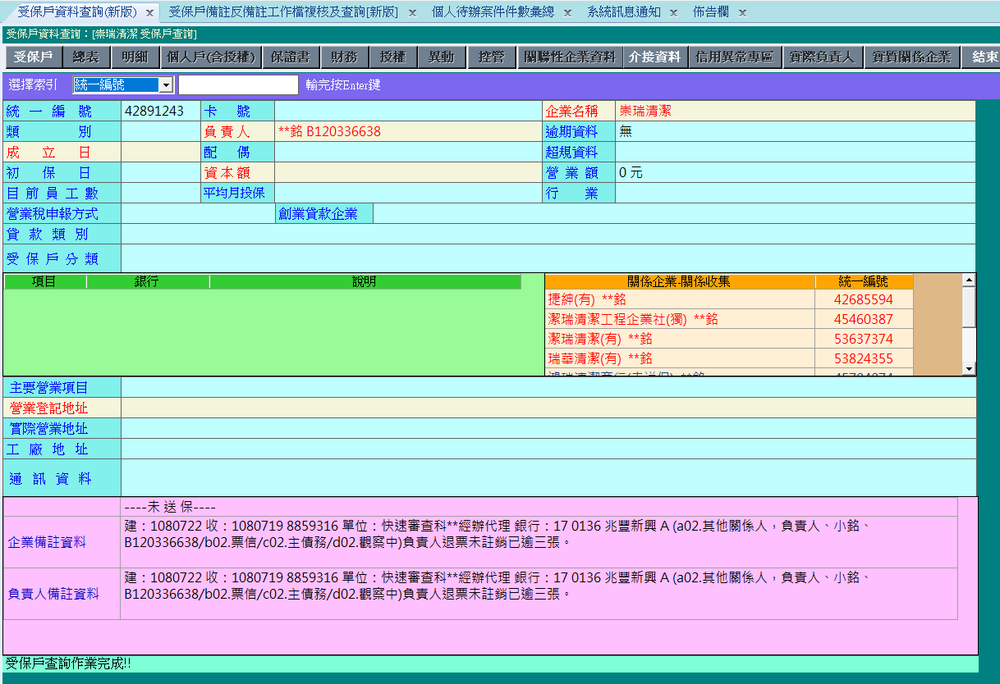 受保戶資料查詢(新版) x 受保戶備註反備註工作檔複核及查詢[新版] x 個人待辦案件件數彙總 x 系統訊息通知 x 佈告欄 x
受保戶資料查詢：[崇瑞清潔 受保戶查詢]
受保戶 總表 明細 個人戶(含授權) 保證書 財務 授權 異動 控管 關聯性企業資料 介接資料 信用異常專區 實際負責人 實質關係企業 結束
選擇索引 統一編號 輸完按Enter鍵
統一編號 42891243 卡號 企業名稱 崇瑞清潔
類別 負責人 **銘 B120336638 逾期資料 無
成立日 配偶 超規資料
初保日 資本額 營業額 0 元
目前員工數 平均月投保 行業
營業稅申報方式 創業貸款企業
貸款類別
受保戶分類
項目 銀行 說明 關係企業-關係收集 統一編號
捷紳(有) **銘 42685594
潔瑞清潔工程企業社(獨) **銘 45460387
潔瑞清潔(有) **銘 53637374
瑞華清潔(有) **銘 53824355
主要營業項目
營業登記地址
實際營業地址
工廠地址
通訊資料
----未 送 保----
企業備註資料 建：1080722 收：1080719 8859316 單位：快速審查科**經辦代理 銀行：17 0136 兆豐新興 A (a02.其他關係人，負責人、小銘、
B120336638/b02.票信/c02.主債務/d02.觀察中)負責人退票未註銷已逾三張。
負責人備註資料 建：1080722 收：1080719 8859316 單位：快速審查科**經辦代理 銀行：17 0136 兆豐新興 A (a02.其他關係人，負責人、小銘、
B120336638/b02.票信/c02.主債務/d02.觀察中)負責人退票未註銷已逾三張。
受保戶查詢作業完成!!